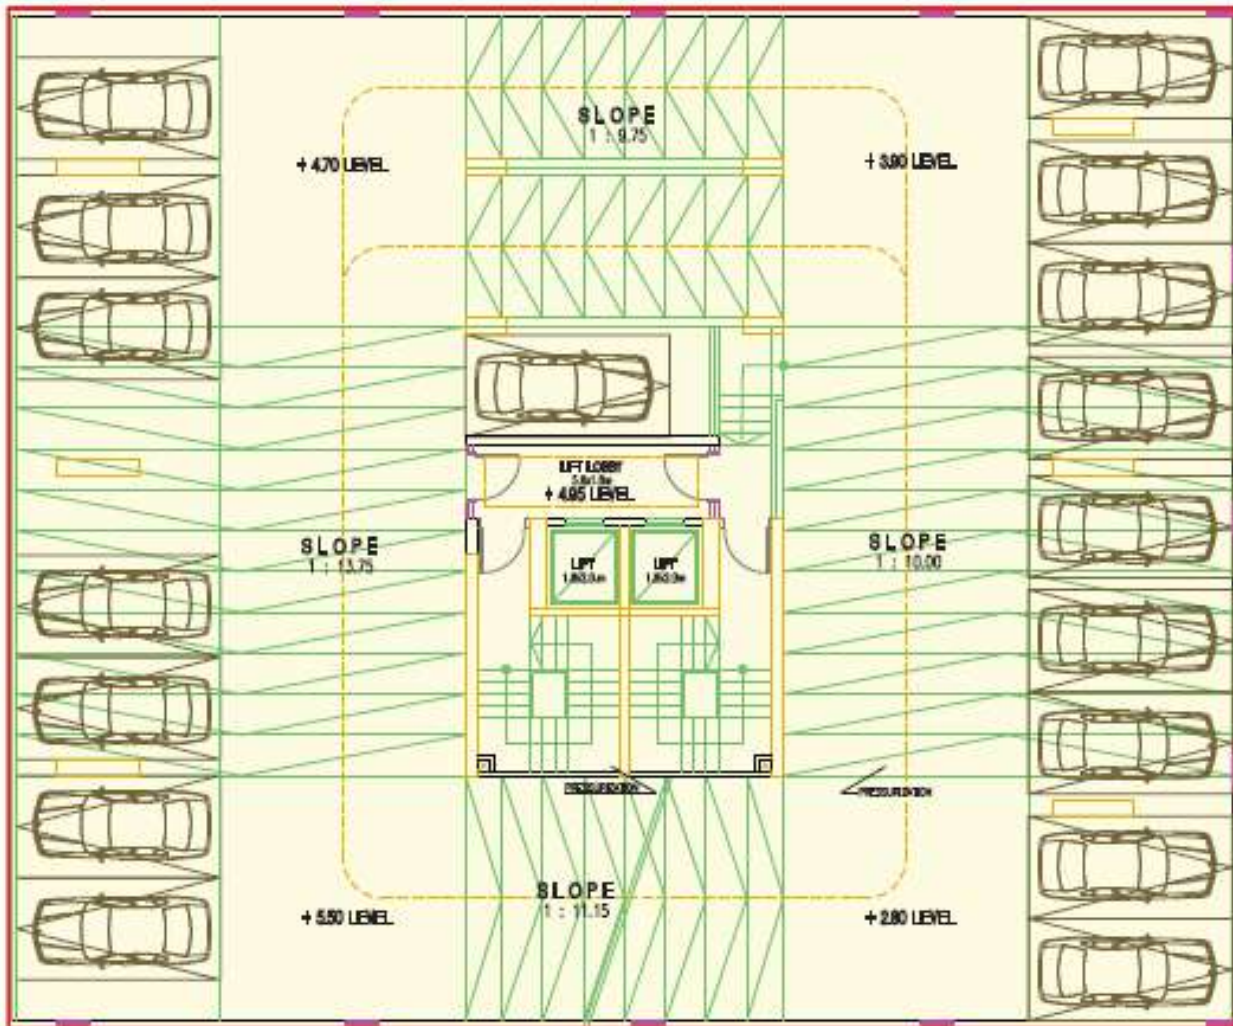 SLOPE
1 : 9.75
+ 4.70 LEVEL
+ 3.90 LEVEL
LIFT LOBBY
+ 4.95 LEVEL
SLOPE
1 : 13.75
LIFT
LIFT
SLOPE
1 : 10.00
PRESSURIZATION
PRESSURIZATION
SLOPE
1 : 11.15
+ 5.50 LEVEL
+ 2.80 LEVEL